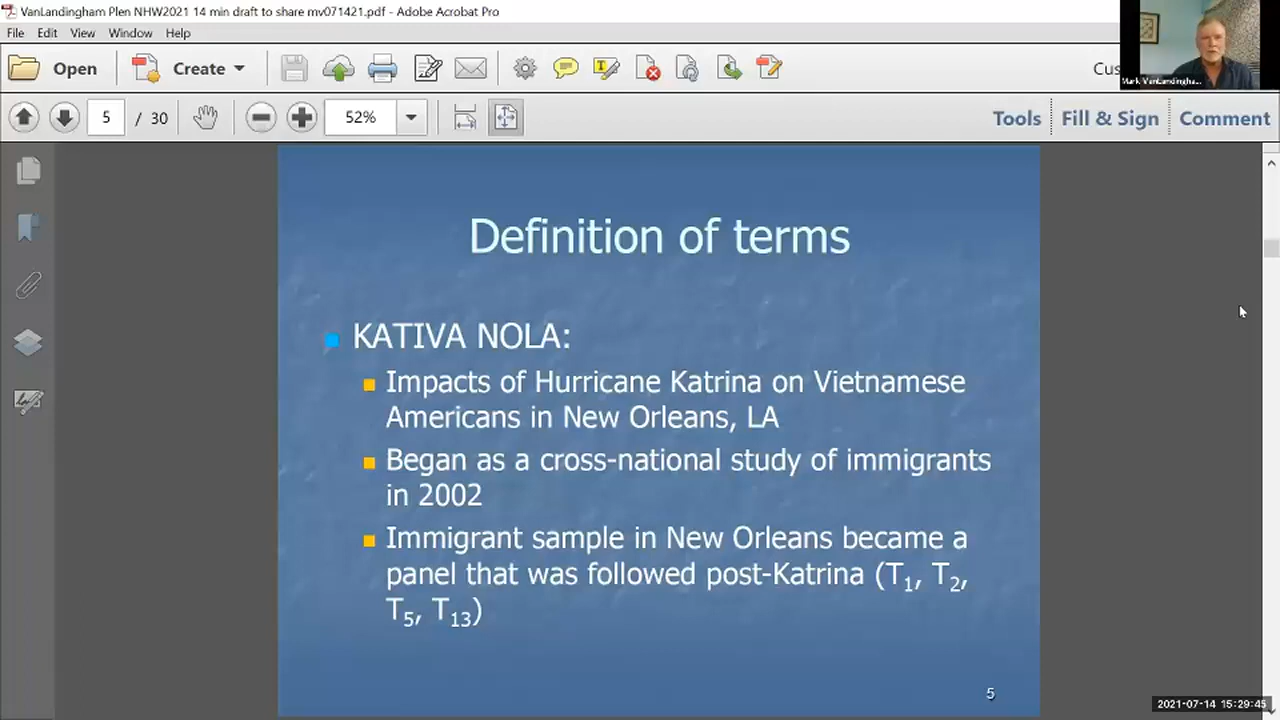 VanLandingham Plen NHW2021 14 min draft to share mv071421.pdf - Adobe Acrobat Pro
File Edit View Window Help
Open Create Cus
Mark VanLandingha...
5 / 30 52% Tools Fill & Sign Comment
Definition of terms
KATIVA NOLA:
Impacts of Hurricane Katrina on Vietnamese
Americans in New Orleans, LA
Began as a cross-national study of immigrants
in 2002
Immigrant sample in New Orleans became a
panel that was followed post-Katrina (T1, T2,
T5, T13)
5
2021-07-14 15:29:45